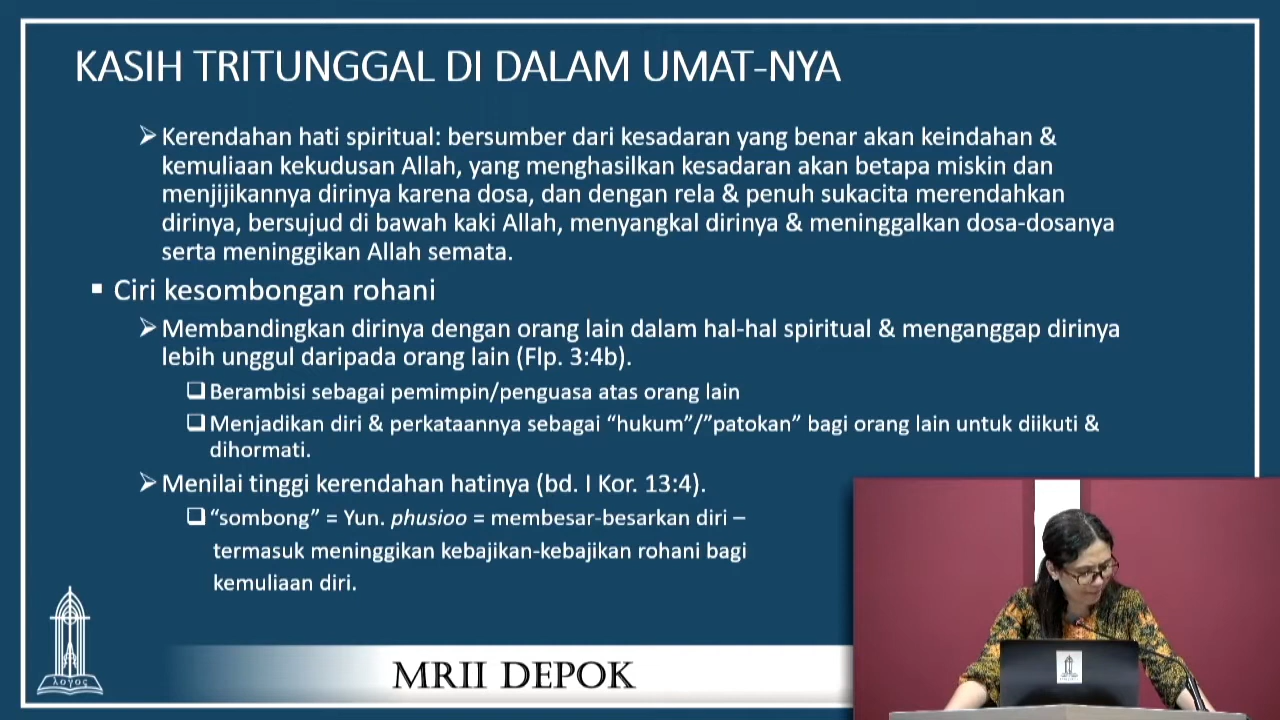 KASIH TRITUNGGAL DI DALAM UMAT-NYA
Kerendahan hati spiritual: bersumber dari kesadaran yang benar akan keindahan &
kemuliaan kekudusan Allah, yang menghasilkan kesadaran akan betapa miskin dan
menjijikannya dirinya karena dosa, dan dengan rela & penuh sukacita merendahkan
dirinya, bersujud di bawah kaki Allah, menyangkal dirinya & meninggalkan dosa-dosanya
serta meninggikan Allah semata.
Ciri kesombongan rohani
Membandingkan dirinya dengan orang lain dalam hal-hal spiritual & menganggap dirinya
lebih unggul daripada orang lain (Flp. 3:4b).
Berambisi sebagai pemimpin/penguasa atas orang lain
Menjadikan diri & perkataannya sebagai “hukum”/”patokan” bagi orang lain untuk diikuti &
dihormati.
Menilai tinggi kerendahan hatinya (bd. I Kor. 13:4).
“sombong” = Yun. phusioo = membesar-besarkan diri –
termasuk meninggikan kebajikan-kebajikan rohani bagi
kemuliaan diri.
λογος
MRII DEPOK